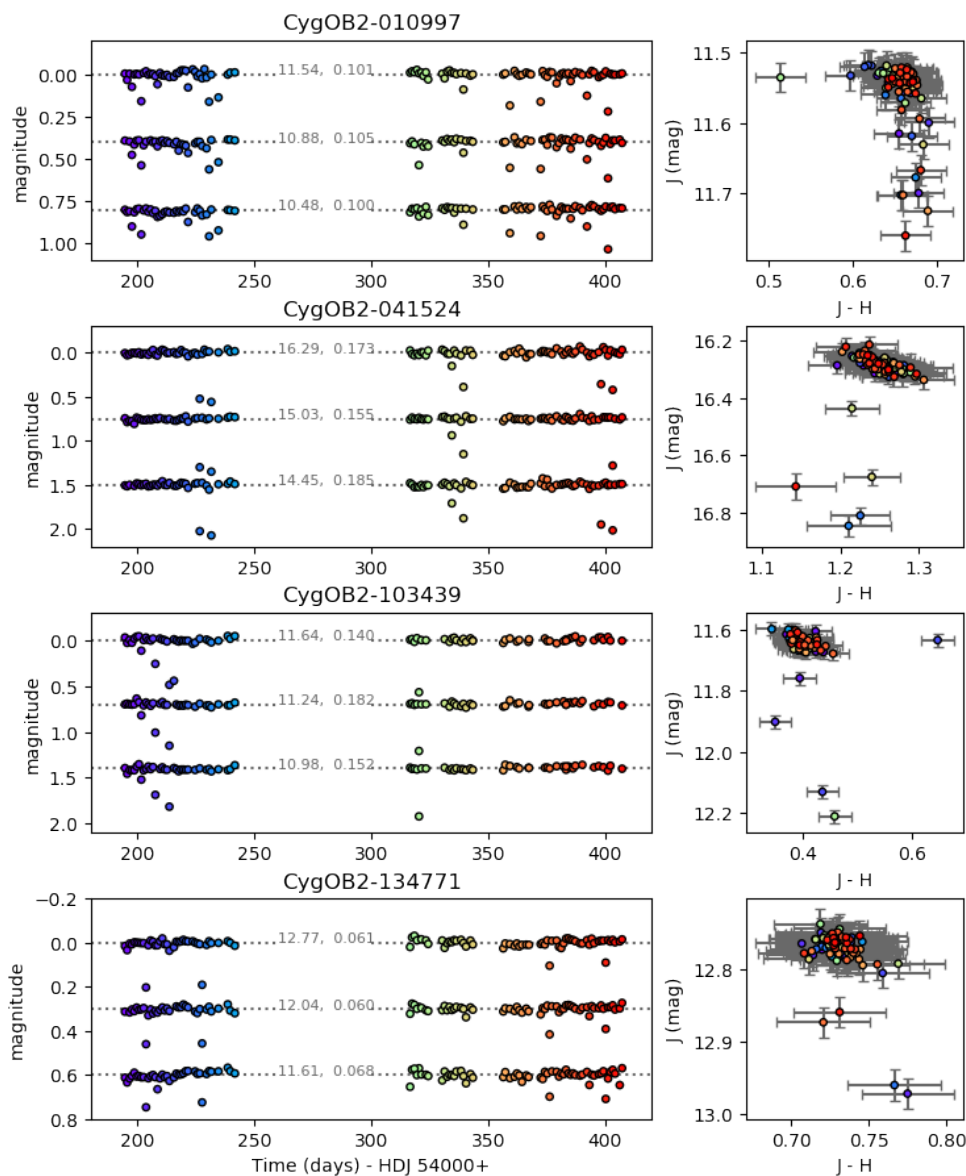 CygOB2-010997
magnitude
0.00
0.25
0.50
0.75
1.00
11.54, 0.101
10.88, 0.105
10.48, 0.100
200 250 300 350 400
J (mag)
11.5
11.6
11.7
0.5 0.6 0.7
J - H
CygOB2-041524
magnitude
0.0
0.5
1.0
1.5
2.0
16.29, 0.173
15.03, 0.155
14.45, 0.185
200 250 300 350 400
J (mag)
16.2
16.4
16.6
16.8
1.1 1.2 1.3
J - H
CygOB2-103439
magnitude
0.0
0.5
1.0
1.5
2.0
11.64, 0.140
11.24, 0.182
10.98, 0.152
200 250 300 350 400
J (mag)
11.6
11.8
12.0
12.2
0.4 0.6
J - H
CygOB2-134771
magnitude
−0.2
0.0
0.2
0.4
0.6
0.8
12.77, 0.061
12.04, 0.060
11.61, 0.068
200 250 300 350 400
Time (days) - HDJ 54000+
J (mag)
12.8
12.9
13.0
0.70 0.75 0.80
J - H